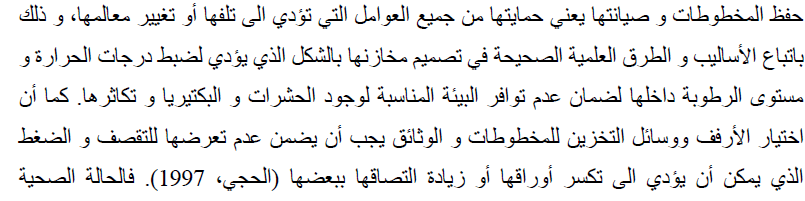 حفظ المخطوطات و صيانتها يعني حمايتها من جميع العوامل التي تؤدي الى تلفها أو تغيير معالمها، و ذلك
باتباع الأساليب و الطرق العلمية الصحيحة في تصميم مخازنها بالشكل الذي يؤدي لضبط درجات الحرارة و
مستوى الرطوبة داخلها لضمان عدم توافر البيئة المناسبة لوجود الحشرات و البكتيريا و تكاثرها. كما أن
اختيار الأرفف ووسائل التخزين للمخطوطات و الوثائق يجب أن يضمن عدم تعرضها للتقصف و الضغط
الذي يمكن أن يؤدي الى تكسر أوراقها أو زيادة التصاقها ببعضها (الحجي، 1997). فالحالة الصحية